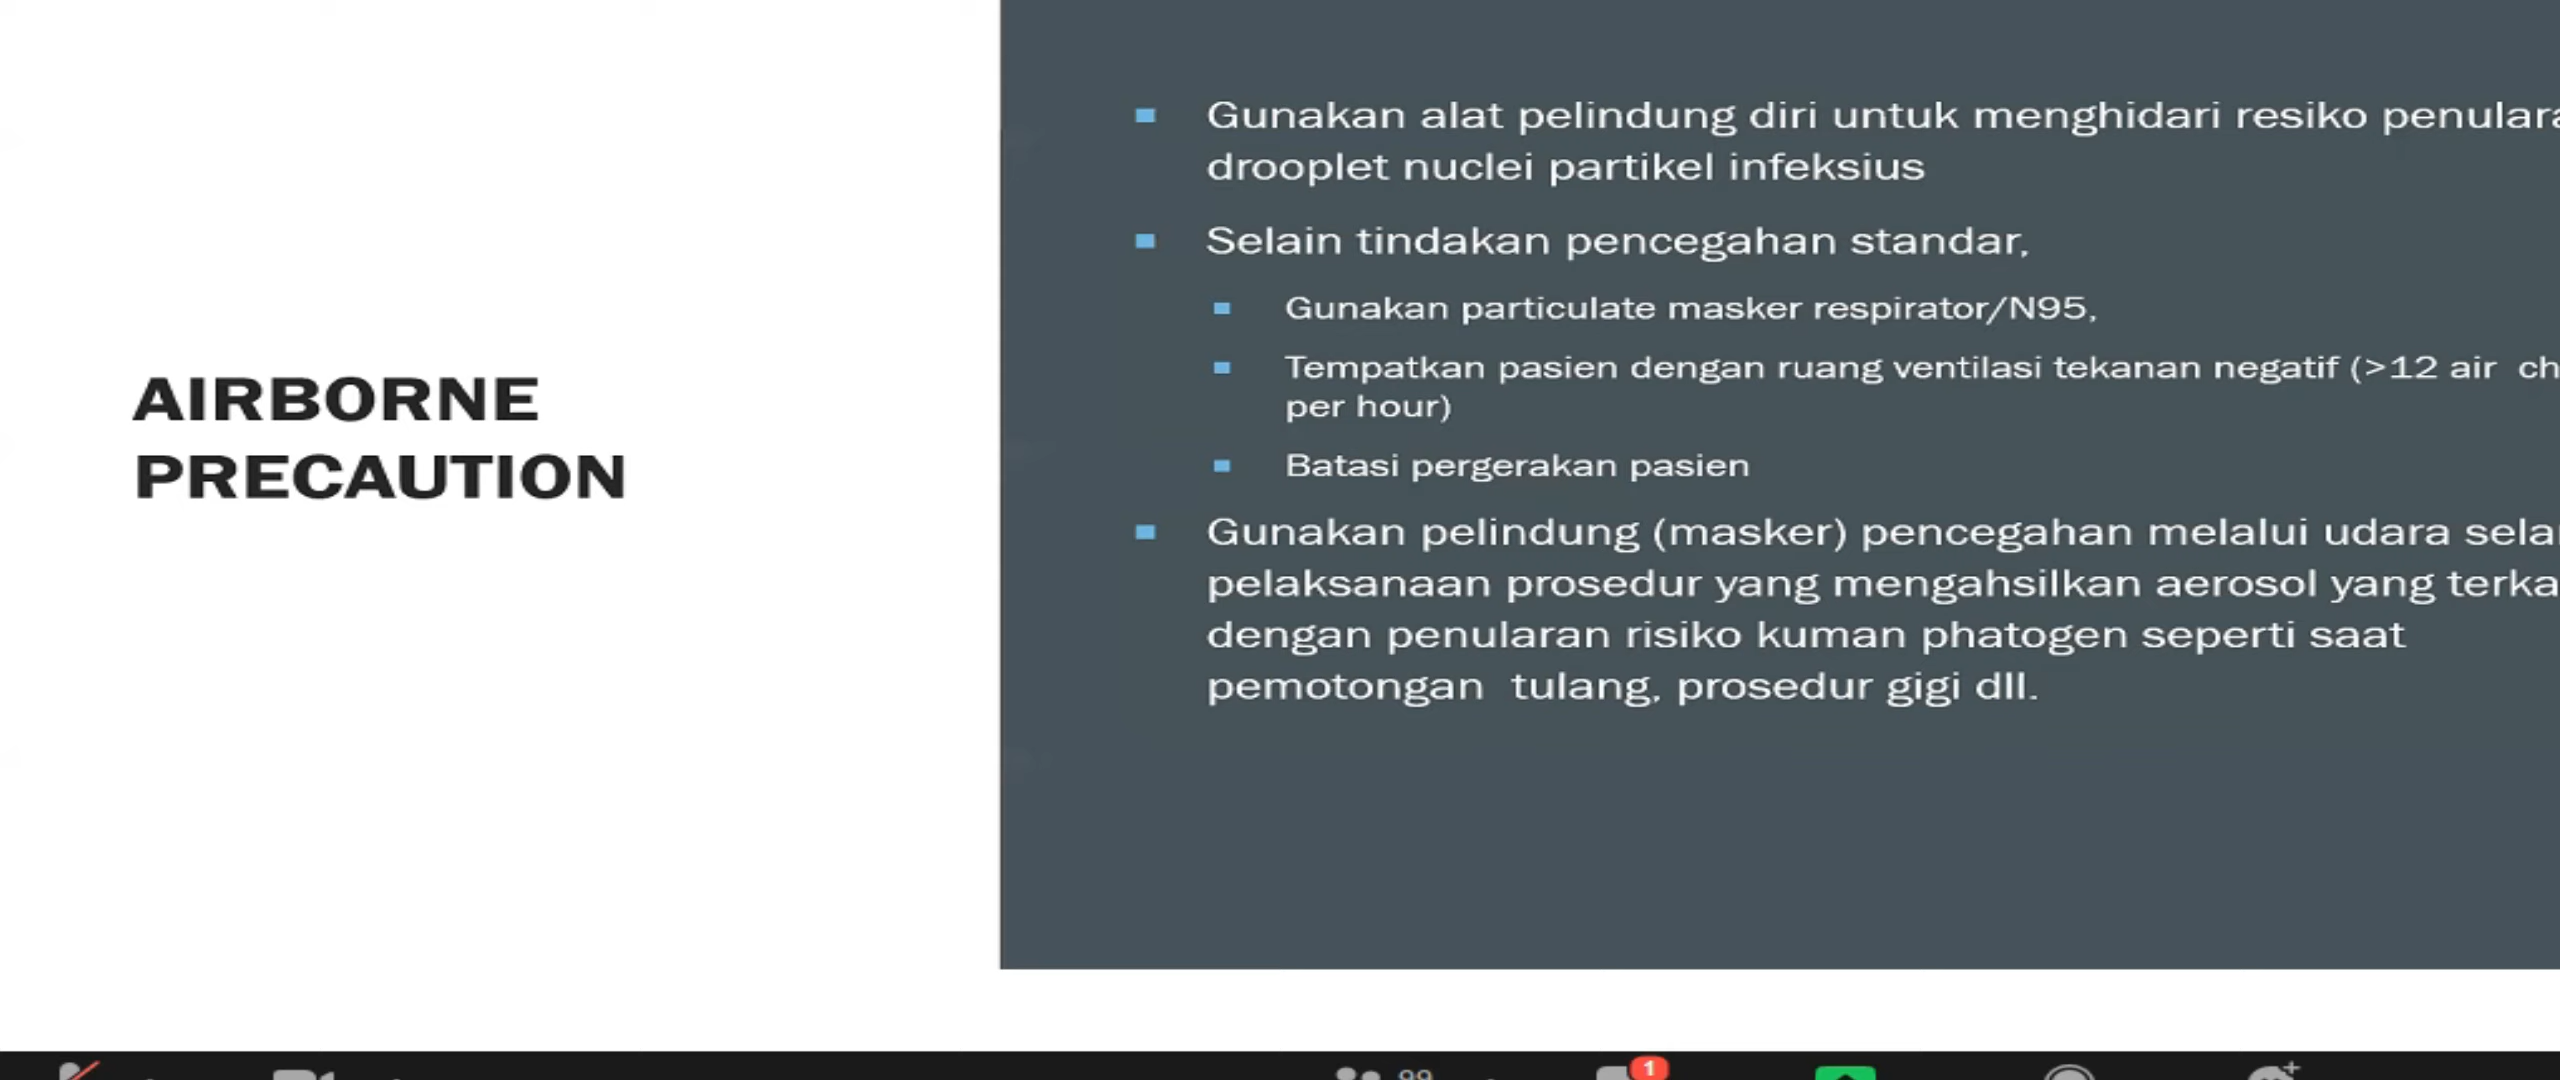 AIRBORNE
PRECAUTION
Gunakan alat pelindung diri untuk menghidari resiko
drooplet nuclei partikel infeksius
Selain tindakan pencegahan standar,
Gunakan particulate masker respirator/N95,
Tempatkan pasien dengan ruang ventilasi tekanan negatif (>12 air
per hour)
Batasi pergerakan pasien
Gunakan pelindung (masker) pencegahan melalui udara
pelaksanaan prosedur yang mengahsilkan aerosol yang
dengan penularan risiko kuman phatogen seperti saat
pemotongan tulang, prosedur gigi dll.
1